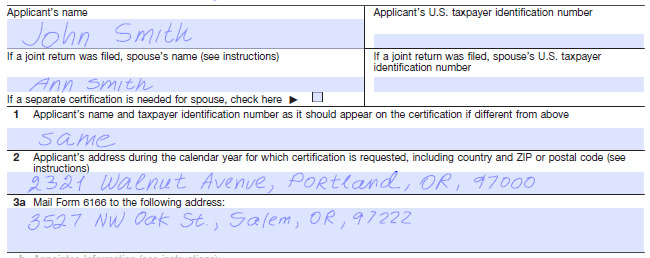 Applicant's name
Applicant's U.S. taxpayer identification number
John Smith
If a joint return was filed, spouse's name (see instructions)
If a joint return was filed, spouse's U.S. taxpayer
identification number
Ann Smith
If a separate certification is needed for spouse, check here ▶
1 Applicant's name and taxpayer identification number as it should appear on the certification if different from above
same
2 Applicant's address during the calendar year for which certification is requested, including country and ZIP or postal code (see
instructions)
2321 Walnut Avenue, Portland, OR, 97000
3a Mail Form 6166 to the following address:
3527 NW Oak St., Salem, OR, 97222